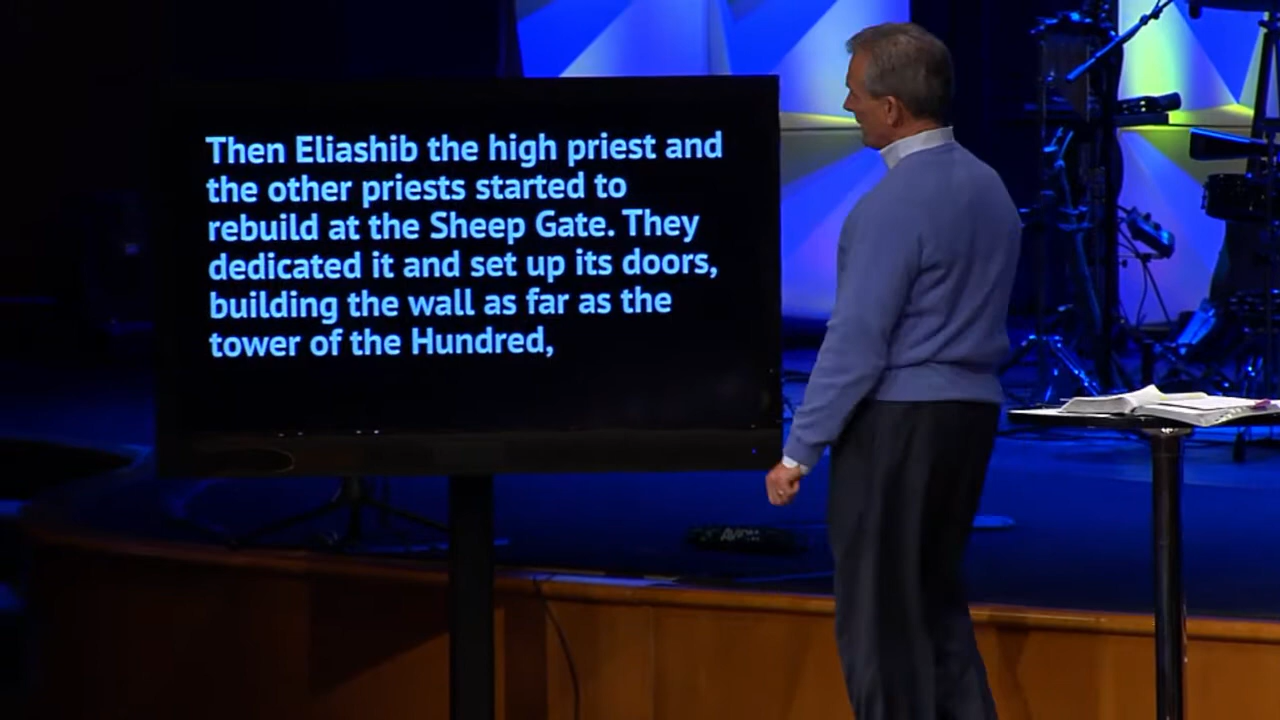 Then Eliashib the high priest and
the other priests started to
rebuild at the Sheep Gate. They
dedicated it and set up its doors,
building the wall as far as the
tower of the Hundred,